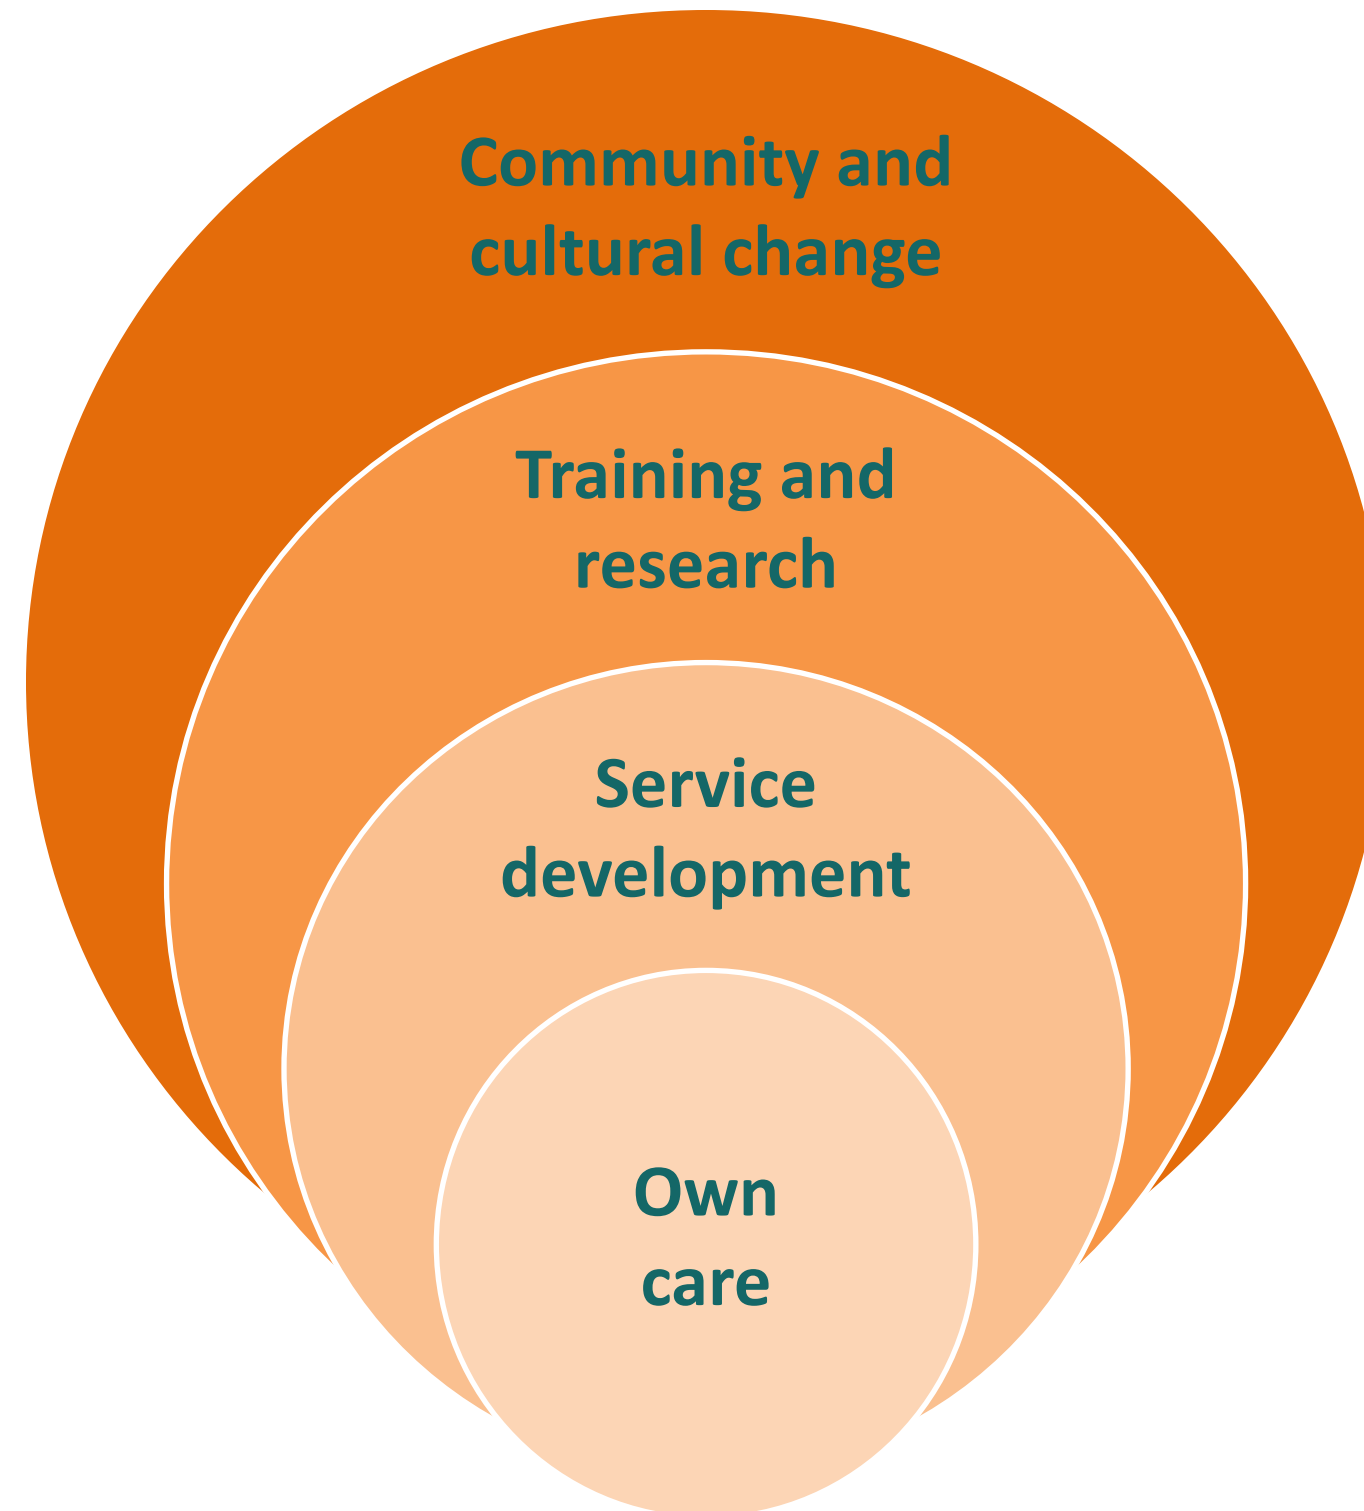 Community and
cultural change
Training and
research
Service
development
Own
care